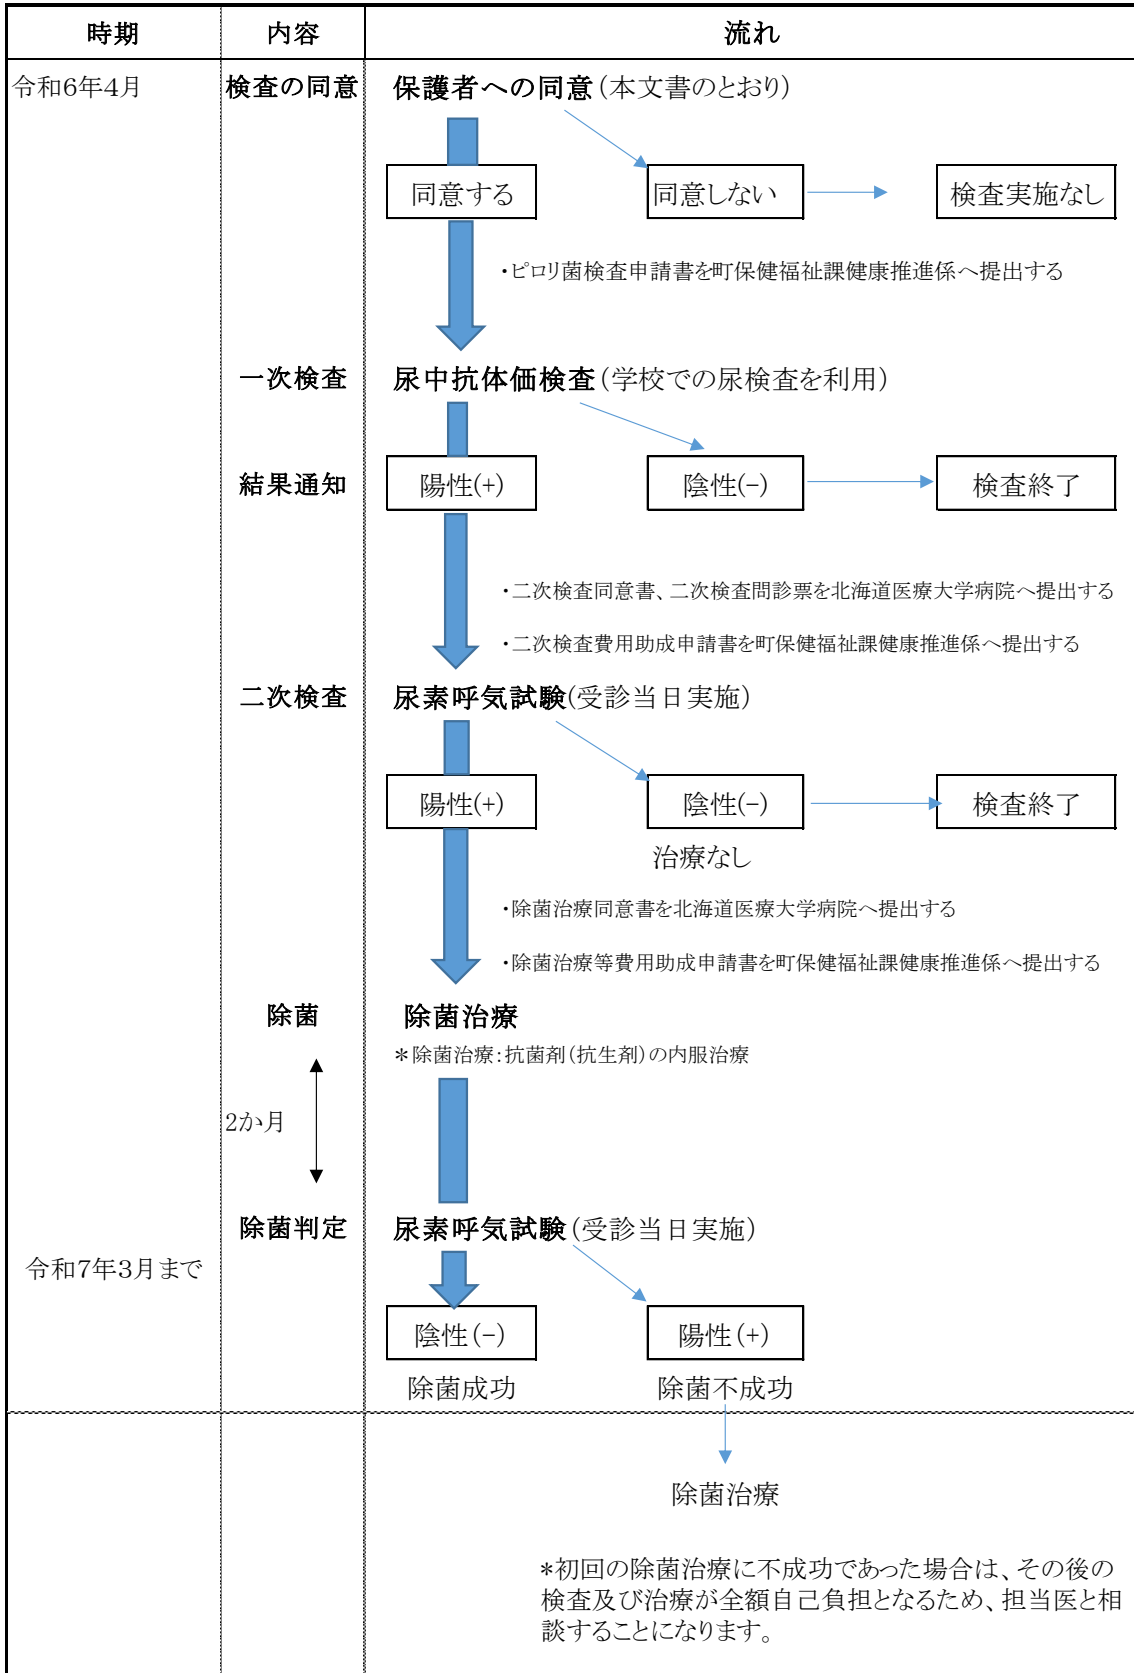 時期 内容 流れ
令和6年4月 検査の同意 保護者への同意(本文書のとおり)
同意する 同意しない 検査実施なし
・ピロリ菌検査申請書を町保健福祉課健康推進係へ提出する
一次検査 尿中抗体価検査(学校での尿検査を利用)
結果通知 陽性(+) 陰性(-) 検査終了
・二次検査同意書、二次検査問診票を北海道医療大学病院へ提出する
・二次検査費用助成申請書を町保健福祉課健康推進係へ提出する
二次検査 尿素呼気試験(受診当日実施)
陽性(+) 陰性(-) 検査終了
治療なし
・除菌治療同意書を北海道医療大学病院へ提出する
・除菌治療等費用助成申請書を町保健福祉課健康推進係へ提出する
除菌 除菌治療
*除菌治療:抗菌剤(抗生剤)の内服治療
2か月
除菌判定 尿素呼気試験(受診当日実施)
令和7年3月まで
陰性(-) 陽性(+)
除菌成功 除菌不成功
除菌治療
*初回の除菌治療に不成功であった場合は、その後の
検査及び治療が全額自己負担となるため、担当医と相
談することになります。